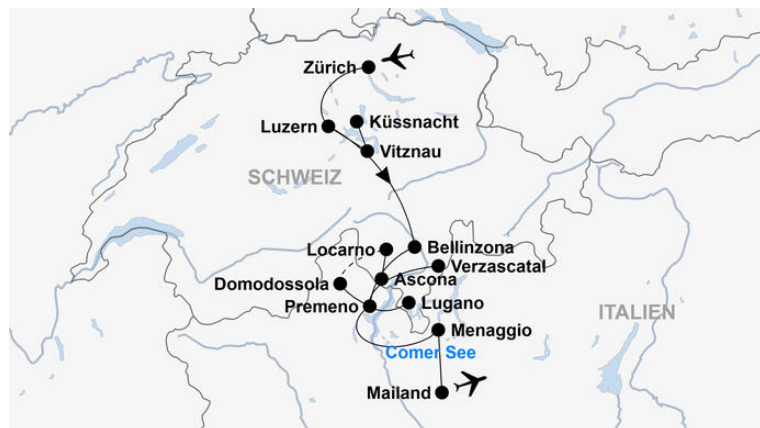 Zürich
Luzern
Küssnacht
Vitznau
SCHWEIZ
Locarno
Bellinzona
Verzascatal
Domodossola
Ascona
Premeno
Lugano
ITALIEN
Menaggio
Comer See
Mailand